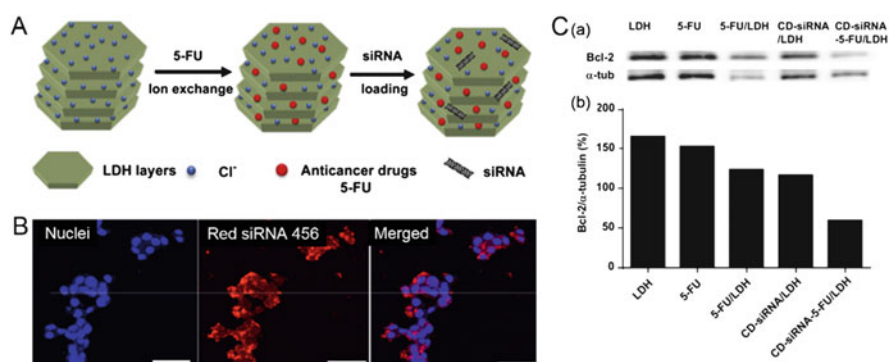 A
5-FU
Ion exchange
siRNA
loading
LDH layers
Cl-
Anticancer drugs
5-FU
siRNA
B
Nuclei
Red siRNA 456
Merged
C(a)
LDH 5-FU 5-FU/LDH CD-siRNA CD-siRNA
/LDH -5-FU/LDH
Bcl-2
α-tub
(b)
Bcl-2/α-tubulin (%)
200
150
100
50
0
LDH
5-FU
5-FU/LDH
CD-siRNA/LDH
CD-siRNA-5-FU/LDH